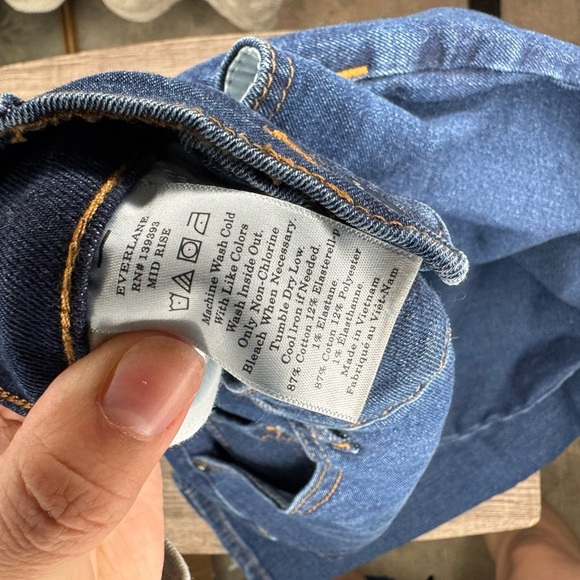 EVERLANE
RN# 139393
MID RISE
Machine Wash Cold
With Like Colors
Wash Inside Out.
Only Non-Chlorine
Bleach When Necessary.
Tumble Dry Low.
Cool Iron if Needed.
87% Cotton 12% Elasterell-p
1% Elastane
87% Coton 12% Polyester
1% Élasthanne.
Made in Vietnam
Fabriqué au Viêt-Nam